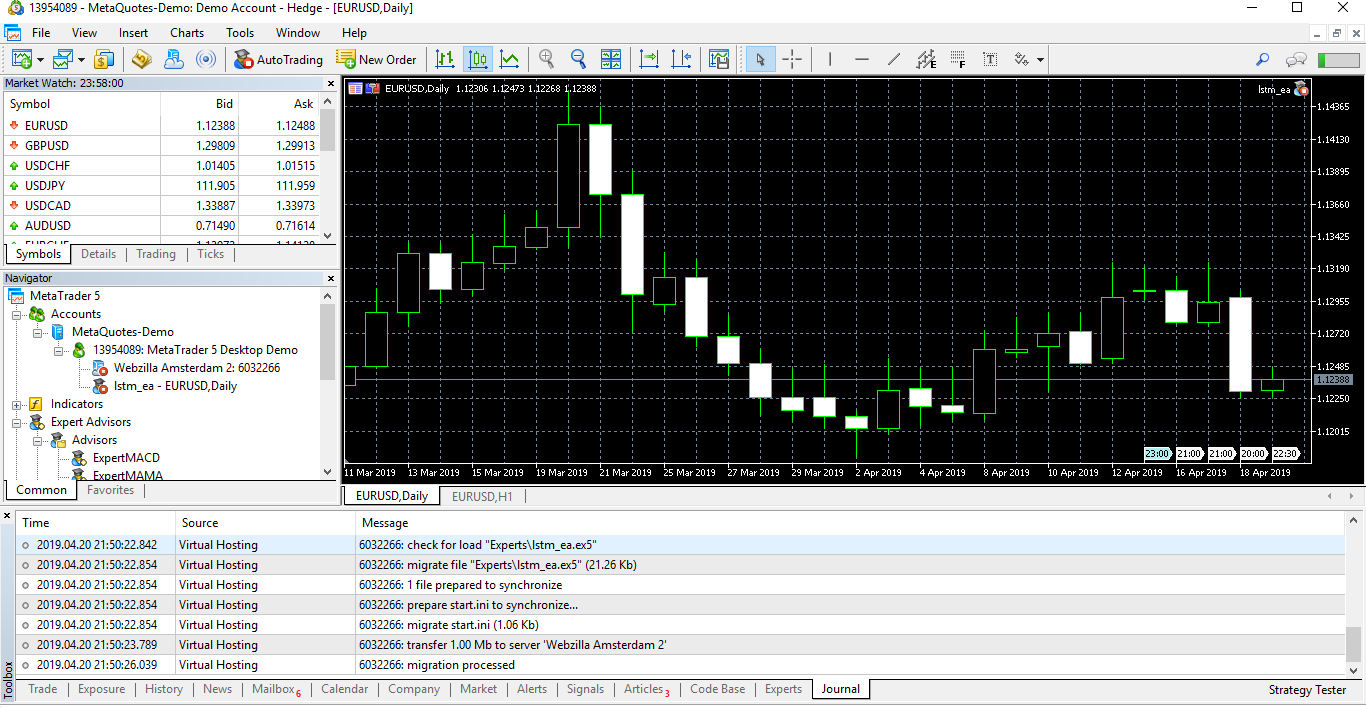 13954089 - MetaQuotes-Demo: Demo Account - Hedge - [EURUSD,Daily]
File View Insert Charts Tools Window Help
AutoTrading New Order
Market Watch: 23:58:00
Symbol Bid Ask
EURUSD 1.12388 1.12488
GBPUSD 1.29809 1.29913
USDCHF 1.01405 1.01515
USDJPY 111.905 111.959
USDCAD 1.33887 1.33973
AUDUSD 0.71490 0.71614
Symbols Details Trading Ticks
Navigator
MetaTrader 5
Accounts
MetaQuotes-Demo
13954089: MetaTrader 5 Desktop Demo
Webzilla Amsterdam 2: 6032266
lstm_ea - EURUSD,Daily
Indicators
Expert Advisors
Advisors
ExpertMACD
ExpertMAMA
Common Favorites
EURUSD,Daily 1.12306 1.12473 1.12268 1.12388
lstm_ea
1.14365
1.14130
1.13895
1.13660
1.13425
1.13190
1.12955
1.12720
1.12485
1.12388
1.12250
1.12015
23:00 21:00 21:00 20:00 22:30
11 Mar 2019 13 Mar 2019 15 Mar 2019 19 Mar 2019 21 Mar 2019 25 Mar 2019 27 Mar 2019 29 Mar 2019 2 Apr 2019 4 Apr 2019 8 Apr 2019 10 Apr 2019 12 Apr 2019 16 Apr 2019 18 Apr 2019
EURUSD,Daily EURUSD,H1
Time Source Message
2019.04.20 21:50:22.842 Virtual Hosting 6032266: check for load "Experts\lstm_ea.ex5"
2019.04.20 21:50:22.854 Virtual Hosting 6032266: migrate file "Experts\lstm_ea.ex5" (21.26 Kb)
2019.04.20 21:50:22.854 Virtual Hosting 6032266: 1 file prepared to synchronize
2019.04.20 21:50:22.854 Virtual Hosting 6032266: prepare start.ini to synchronize...
2019.04.20 21:50:22.854 Virtual Hosting 6032266: migrate start.ini (1.06 Kb)
2019.04.20 21:50:23.789 Virtual Hosting 6032266: transfer 1.00 Mb to server 'Webzilla Amsterdam 2'
2019.04.20 21:50:26.039 Virtual Hosting 6032266: migration processed
Toolbox
Trade Exposure History News Mailbox 6 Calendar Company Market Alerts Signals Articles 3 Code Base Experts Journal
Strategy Tester